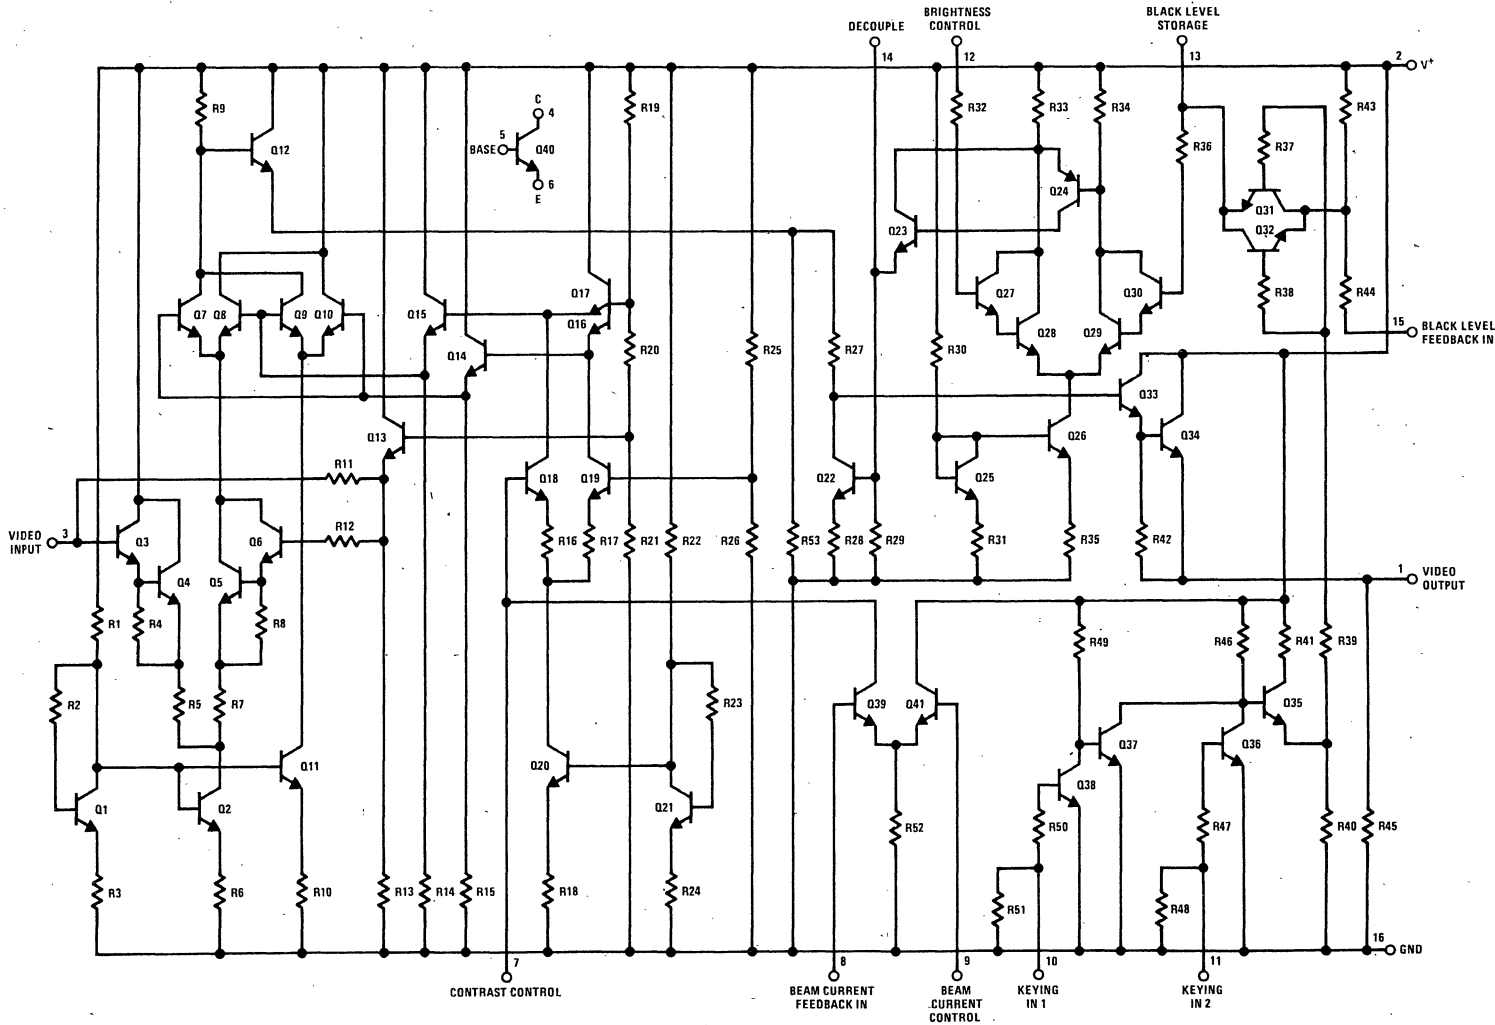 DECOUPLE
14
BRIGHTNESS
CONTROL
12
BLACK LEVEL
STORAGE
13
2
V+
R9
Q12
C
4
5
BASE
Q40
6
E
R19
R32
R33
R34
R36
R37
R43
Q24
Q31
Q32
Q23
Q7
Q8
Q9
Q10
Q15
Q17
Q16
Q14
R20
R25
R27
R30
Q27
Q28
Q29
Q30
R38
R44
15
BLACK LEVEL
FEEDBACK IN
Q33
Q34
Q13
Q26
R11
Q18
Q19
Q22
Q25
VIDEO
INPUT
3
Q3
Q6
R12
R16
R17
R21
R22
R26
R53
R28
R29
R31
R35
R42
Q4
Q5
1
VIDEO
OUTPUT
R1
R4
R8
R49
R46
R41
R39
R2
R5
R7
R23
Q39
Q41
Q35
Q37
Q36
Q11
Q20
Q38
Q1
Q2
Q21
R52
R50
R47
R40
R45
R3
R6
R10
R13
R14
R15
R18
R24
R51
R48
16
GND
7
CONTRAST CONTROL
8
BEAM CURRENT
FEEDBACK IN
9
BEAM
CURRENT
CONTROL
10
KEYING
IN 1
11
KEYING
IN 2